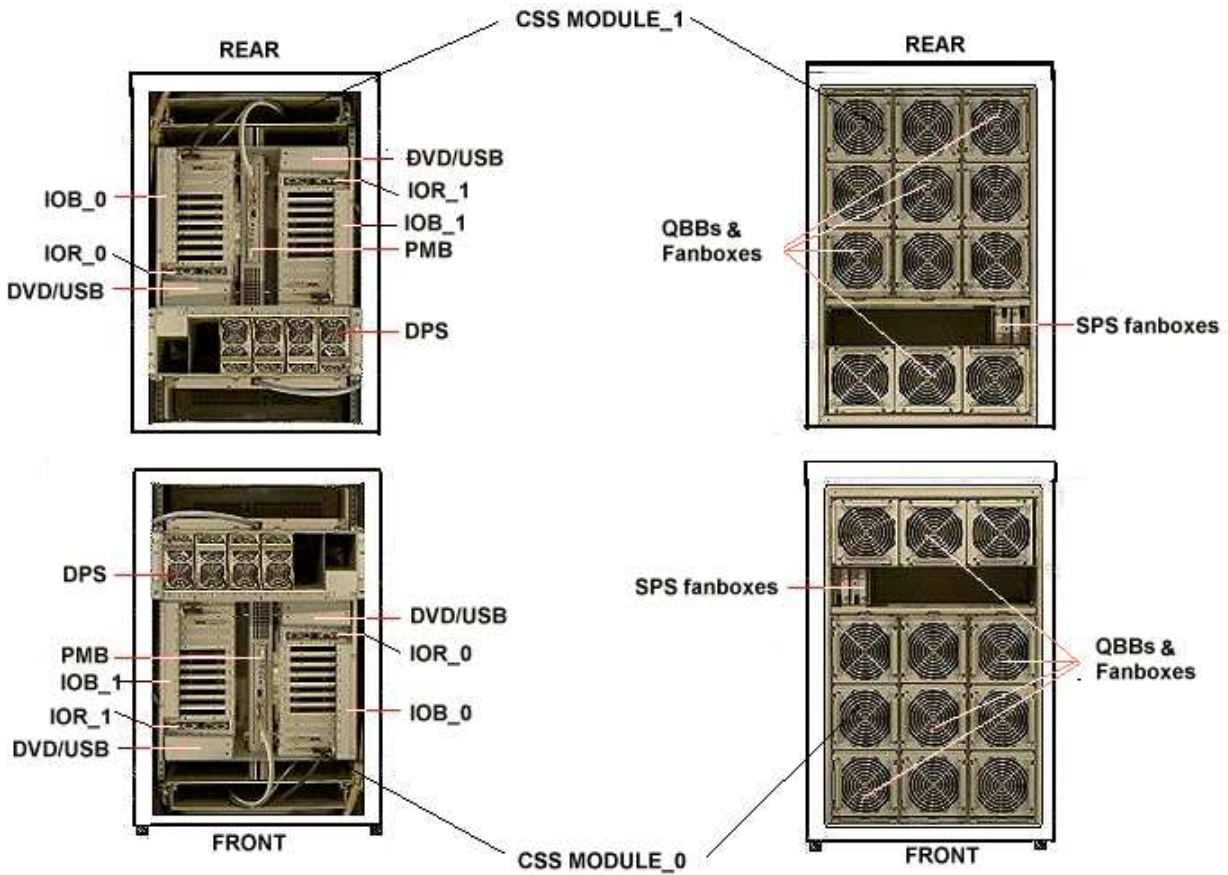 CSS MODULE_1
REAR
REAR
DVD/USB
IOR_1
IOB_0
IOB_1
IOR_0
PMB
DVD/USB
DPS
QBBs &
Fanboxes
SPS fanboxes
DPS
DVD/USB
PMB
IOR_0
IOB_1
IOR_1
IOB_0
DVD/USB
FRONT
SPS fanboxes
QBBs &
Fanboxes
CSS MODULE_0
FRONT